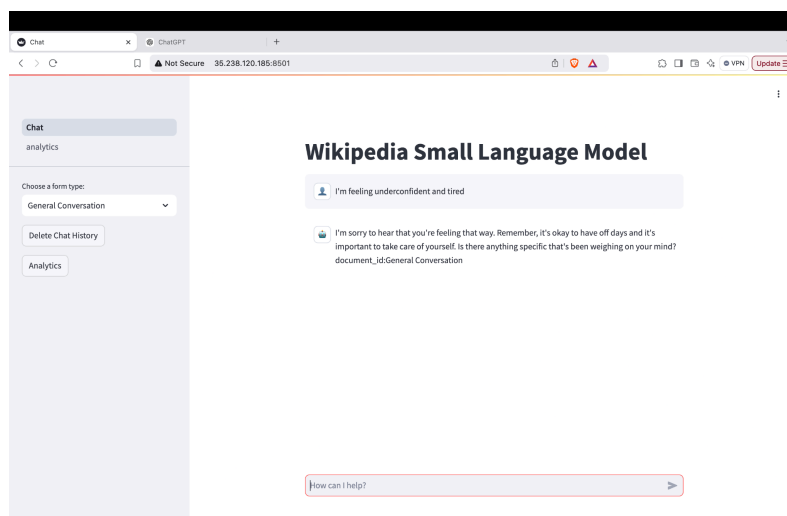 Chat
ChatGPT
Not Secure 35.238.120.185:8501
VPN
Update
Chat
analytics
Choose a form type:
General Conversation
Delete Chat History
Analytics
Wikipedia Small Language Model
I'm feeling underconfident and tired
I'm sorry to hear that you're feeling that way. Remember, it's okay to have off days and it's
important to take care of yourself. Is there anything specific that's been weighing on your mind?
document_id:General Conversation
How can I help?